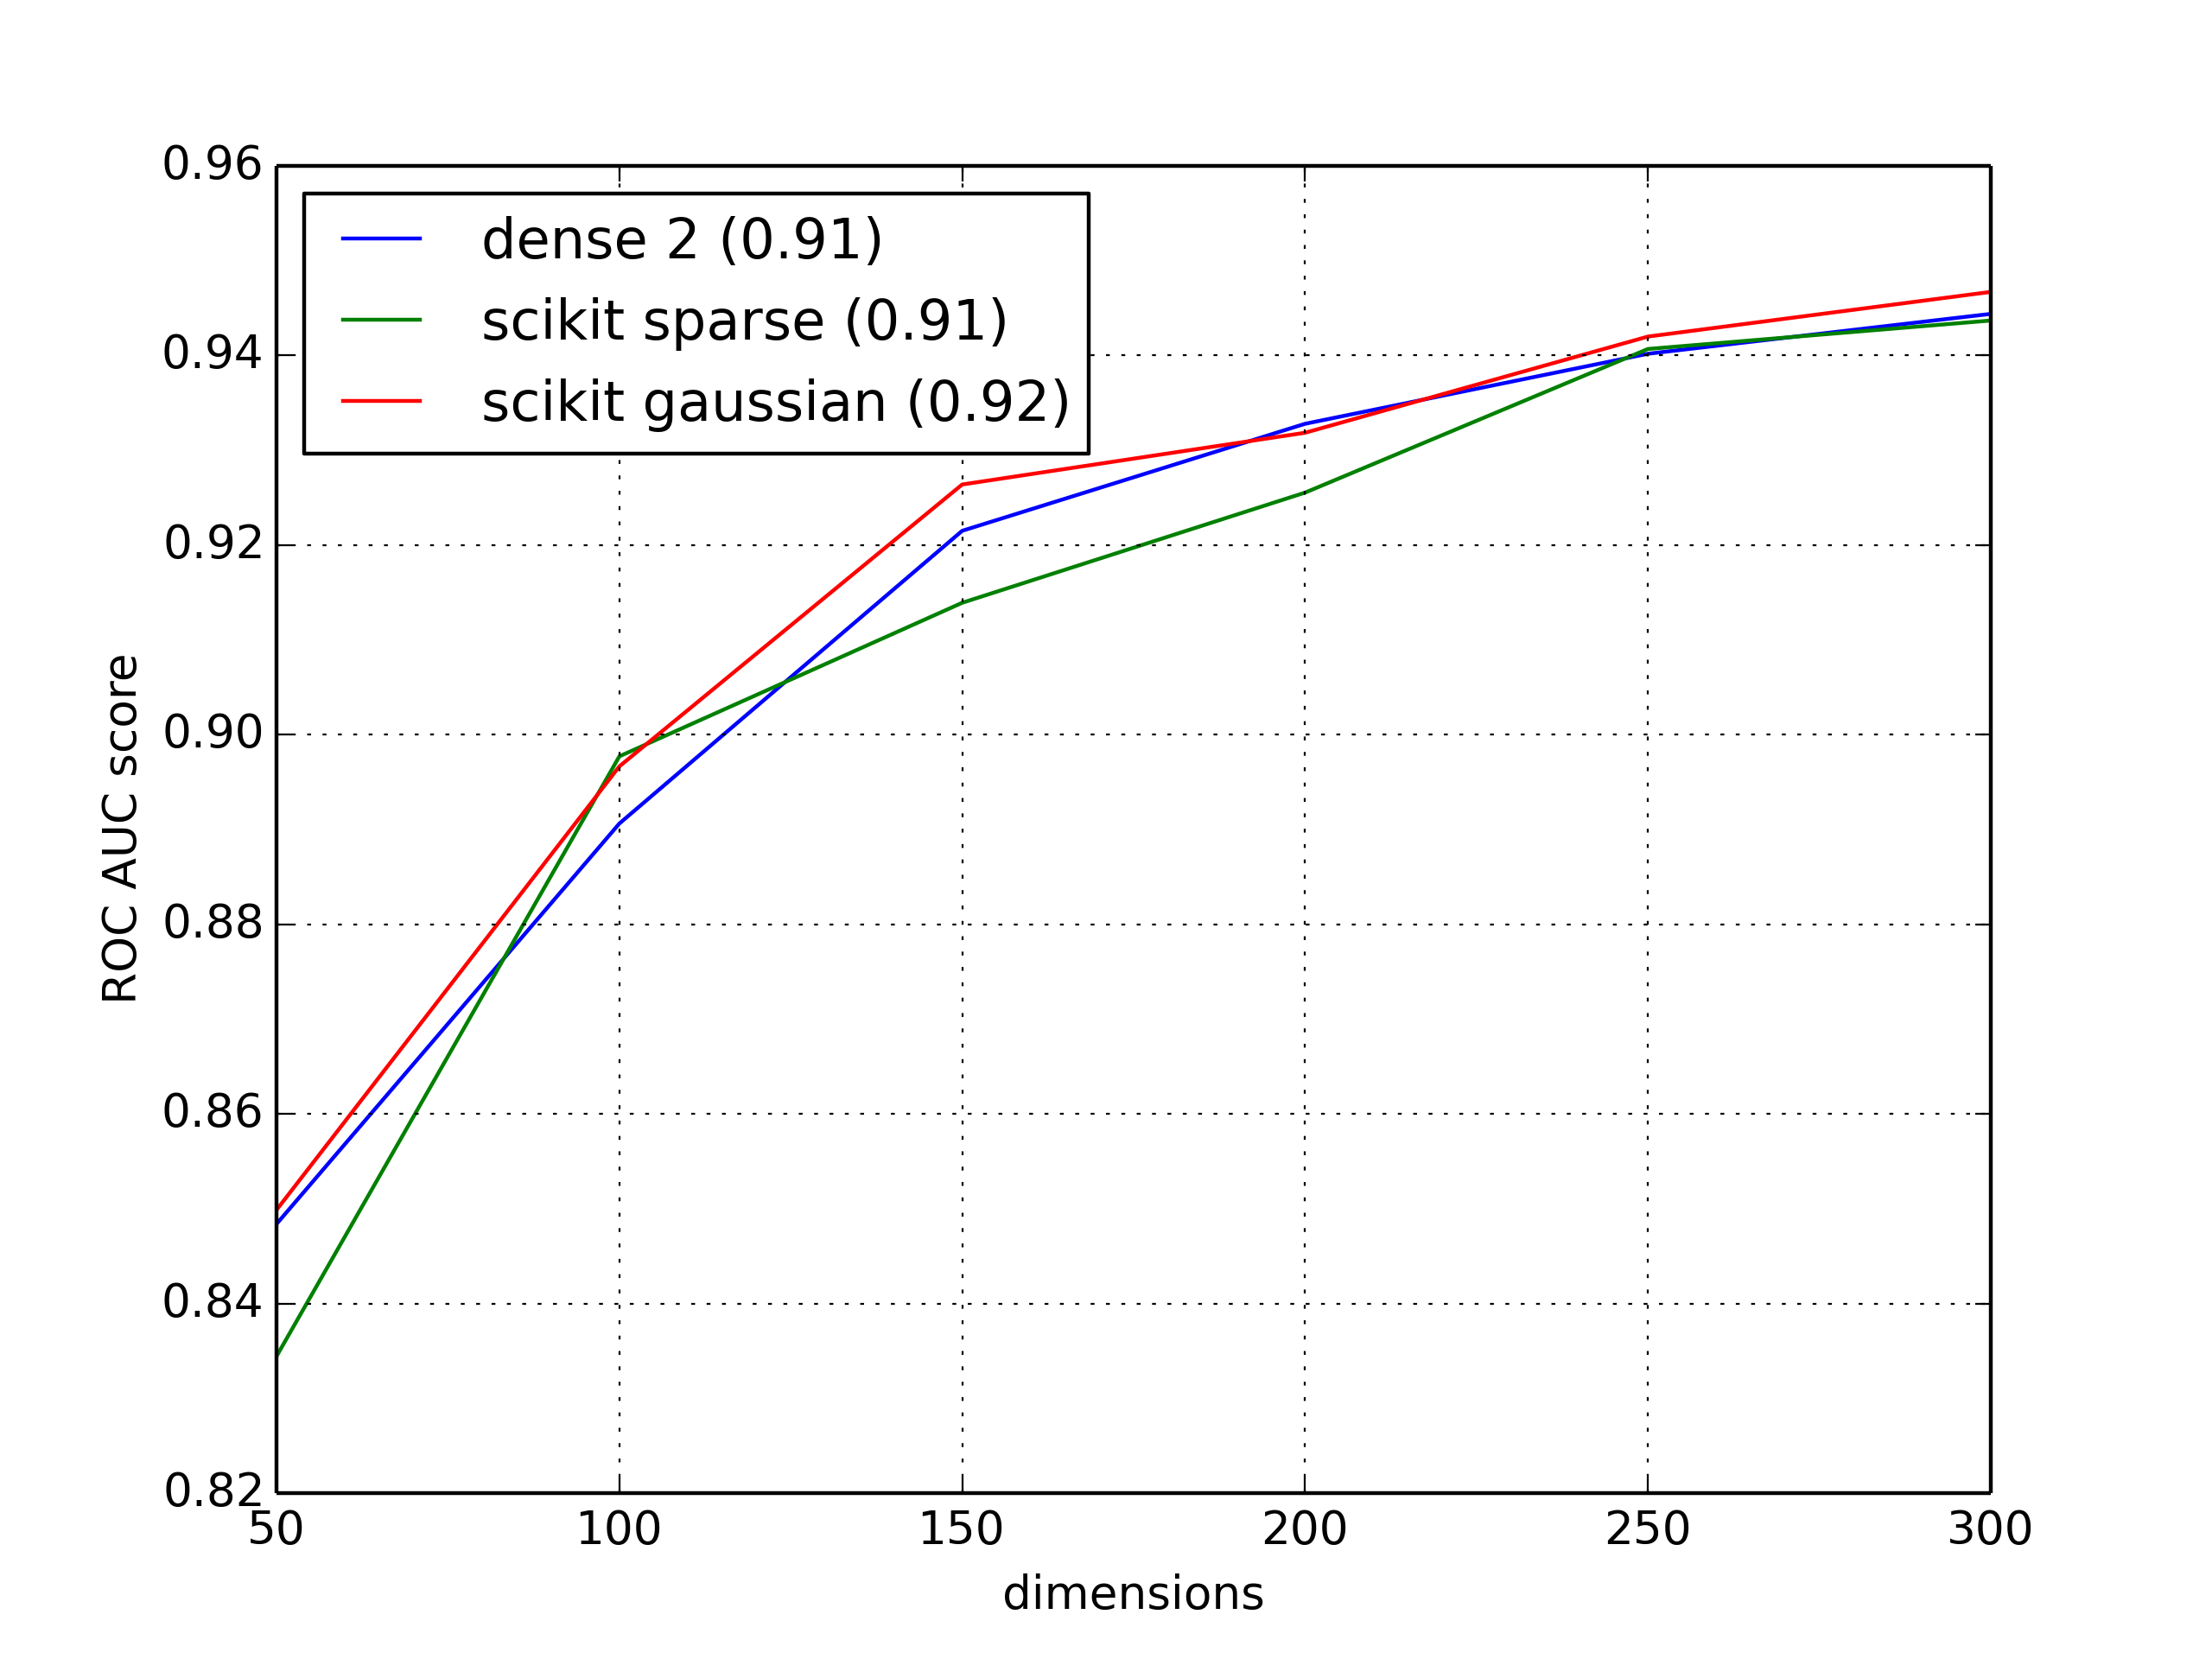 0.96
0.94
0.92
0.90
0.88
0.86
0.84
0.82
ROC AUC score
dense 2 (0.91)
scikit sparse (0.91)
scikit gaussian (0.92)
50 100 150 200 250 300
dimensions